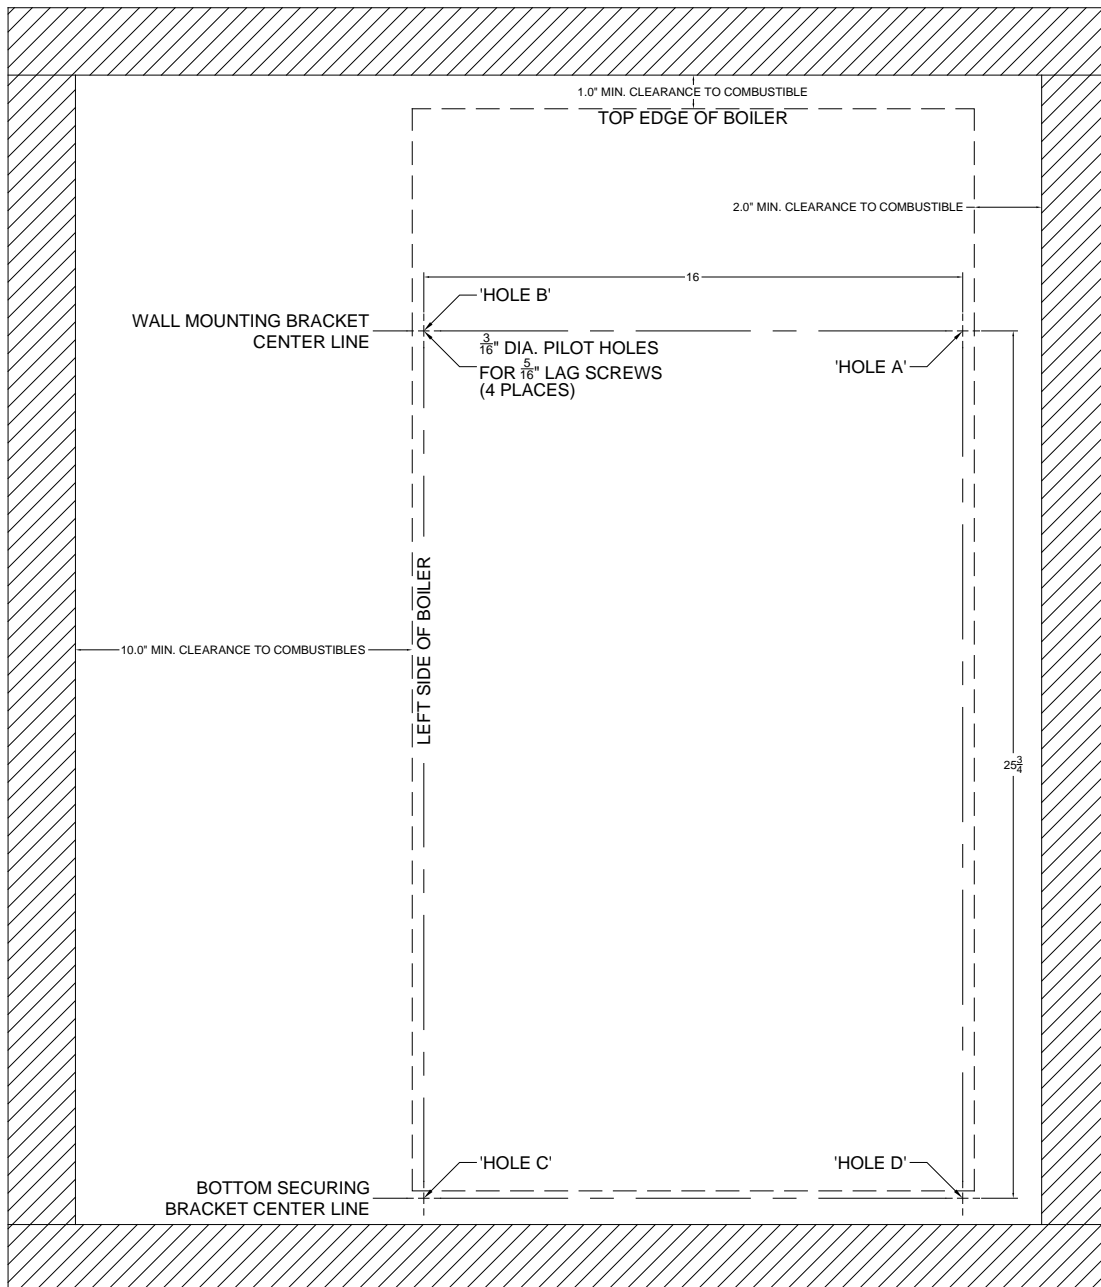 1.0" MIN. CLEARANCE TO COMBUSTIBLE
TOP EDGE OF BOILER
2.0" MIN. CLEARANCE TO COMBUSTIBLE
16
'HOLE B'
WALL MOUNTING BRACKET
CENTER LINE
3/16" DIA. PILOT HOLES
FOR 5/16" LAG SCREWS
(4 PLACES)
'HOLE A'
LEFT SIDE OF BOILER
10.0" MIN. CLEARANCE TO COMBUSTIBLES
25 3/4
'HOLE C'
'HOLE D'
BOTTOM SECURING
BRACKET CENTER LINE